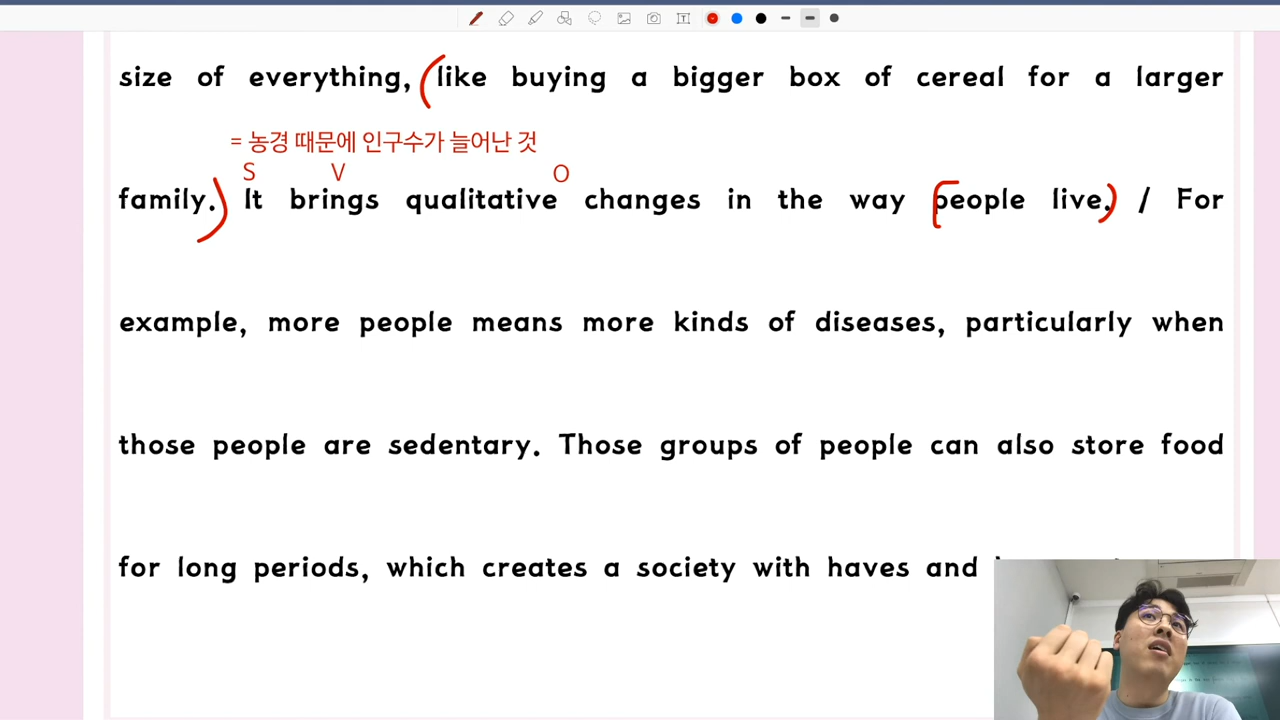 size of everything, (like buying a bigger box of cereal for a larger
= 농경 때문에 인구수가 늘어난 것
S V O
family.) It brings qualitative changes in the way [people live.) / For
example, more people means more kinds of diseases, particularly when
those people are sedentary. Those groups of people can also store food
for long periods, which creates a society with haves and